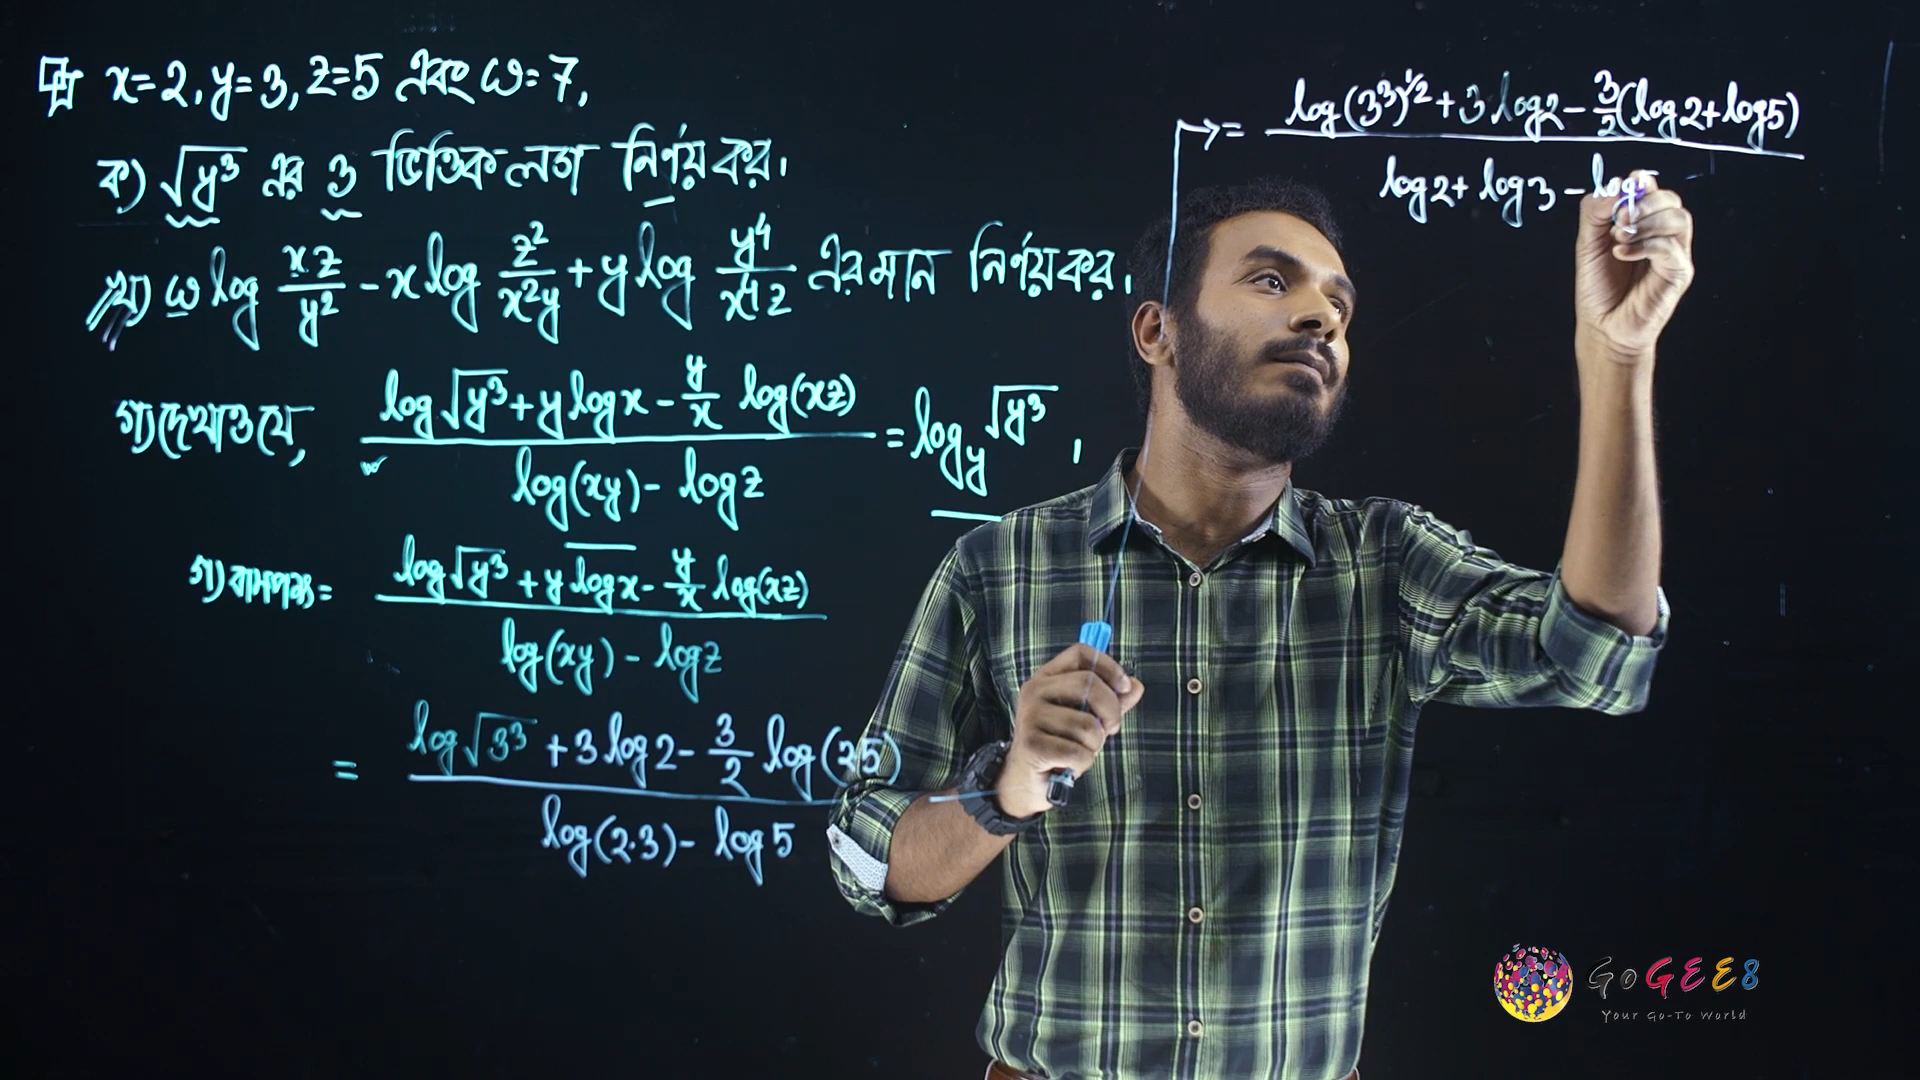 প্রঃ x=2, y=3, z=5 এবং ω=7,
ক) √y³ এর 3 ভিত্তিক লগ নির্ণয় কর।
খ) ω log xz/y² - x log z²/x²y + y log y⁴/x⁴z এর মান নির্ণয় কর।
গ) দেখাও যে, (log√y³ + y log x - y/x log(xz)) / (log(xy) - log z) = log_y √y³ ।
গ) বামপক্ষ = (log√y³ + y log x - y/x log(xz)) / (log(xy) - log z)
= (log√3³ + 3 log 2 - 3/2 log(2·5)) / (log(2·3) - log 5)
→ = (log(3³)^½ + 3 log 2 - 3/2 (log 2 + log 5)) / (log 2 + log 3 - log 5
GoGEE8
Your Go-To World